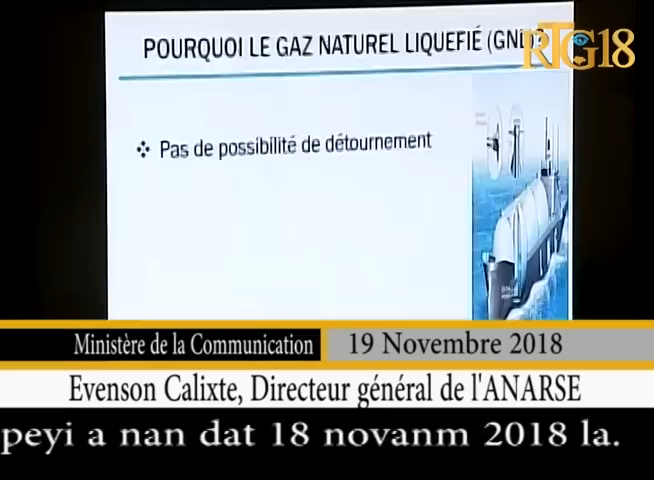 POURQUOI LE GAZ NATUREL LIQUEFIÉ (GNL)?
RTG18
❖ Pas de possibilité de détournement
Ministère de la Communication
19 Novembre 2018
Evenson Calixte, Directeur général de l'ANARSE
peyi a nan dat 18 novanm 2018 la.